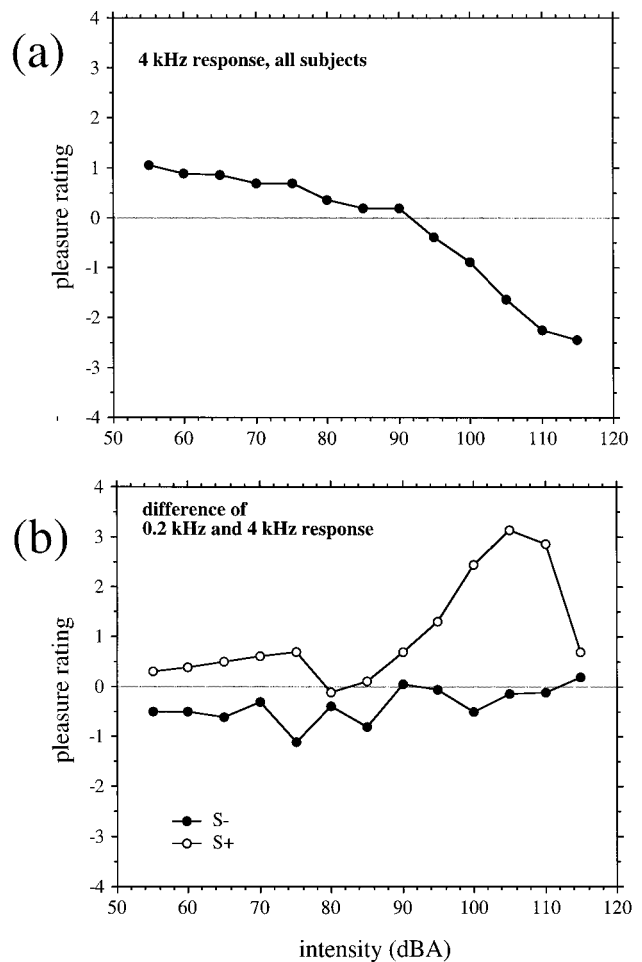 (a)
4 kHz response, all subjects
pleasure rating
4
3
2
1
0
-1
-2
-3
-4
50 60 70 80 90 100 110 120
(b)
difference of
0.2 kHz and 4 kHz response
pleasure rating
4
3
2
1
0
-1
-2
-3
-4
S-
S+
50 60 70 80 90 100 110 120
intensity (dBA)